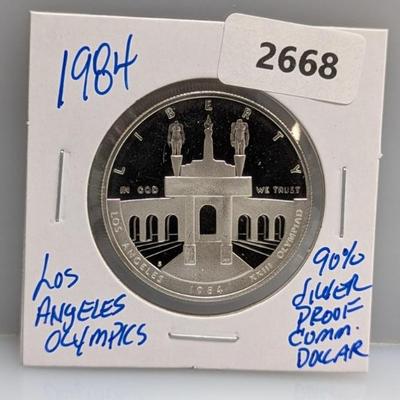 1984
2668
LIBERTY
IN GOD WE TRUST
LOS ANGELES XXIII OLYMPIAD
S
1984
LOS
ANGELES
OLYMPICS
90%
SILVER
PROOF
COMM.
DOLLAR